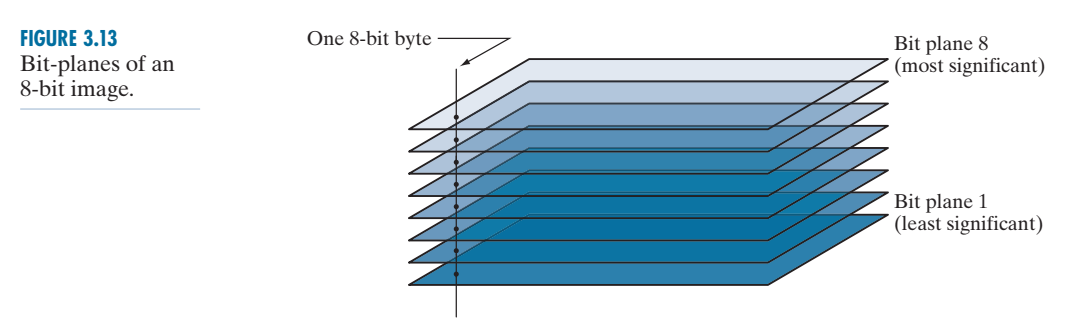 FIGURE 3.13
Bit-planes of an
8-bit image.
One 8-bit byte
Bit plane 8
(most significant)
Bit plane 1
(least significant)